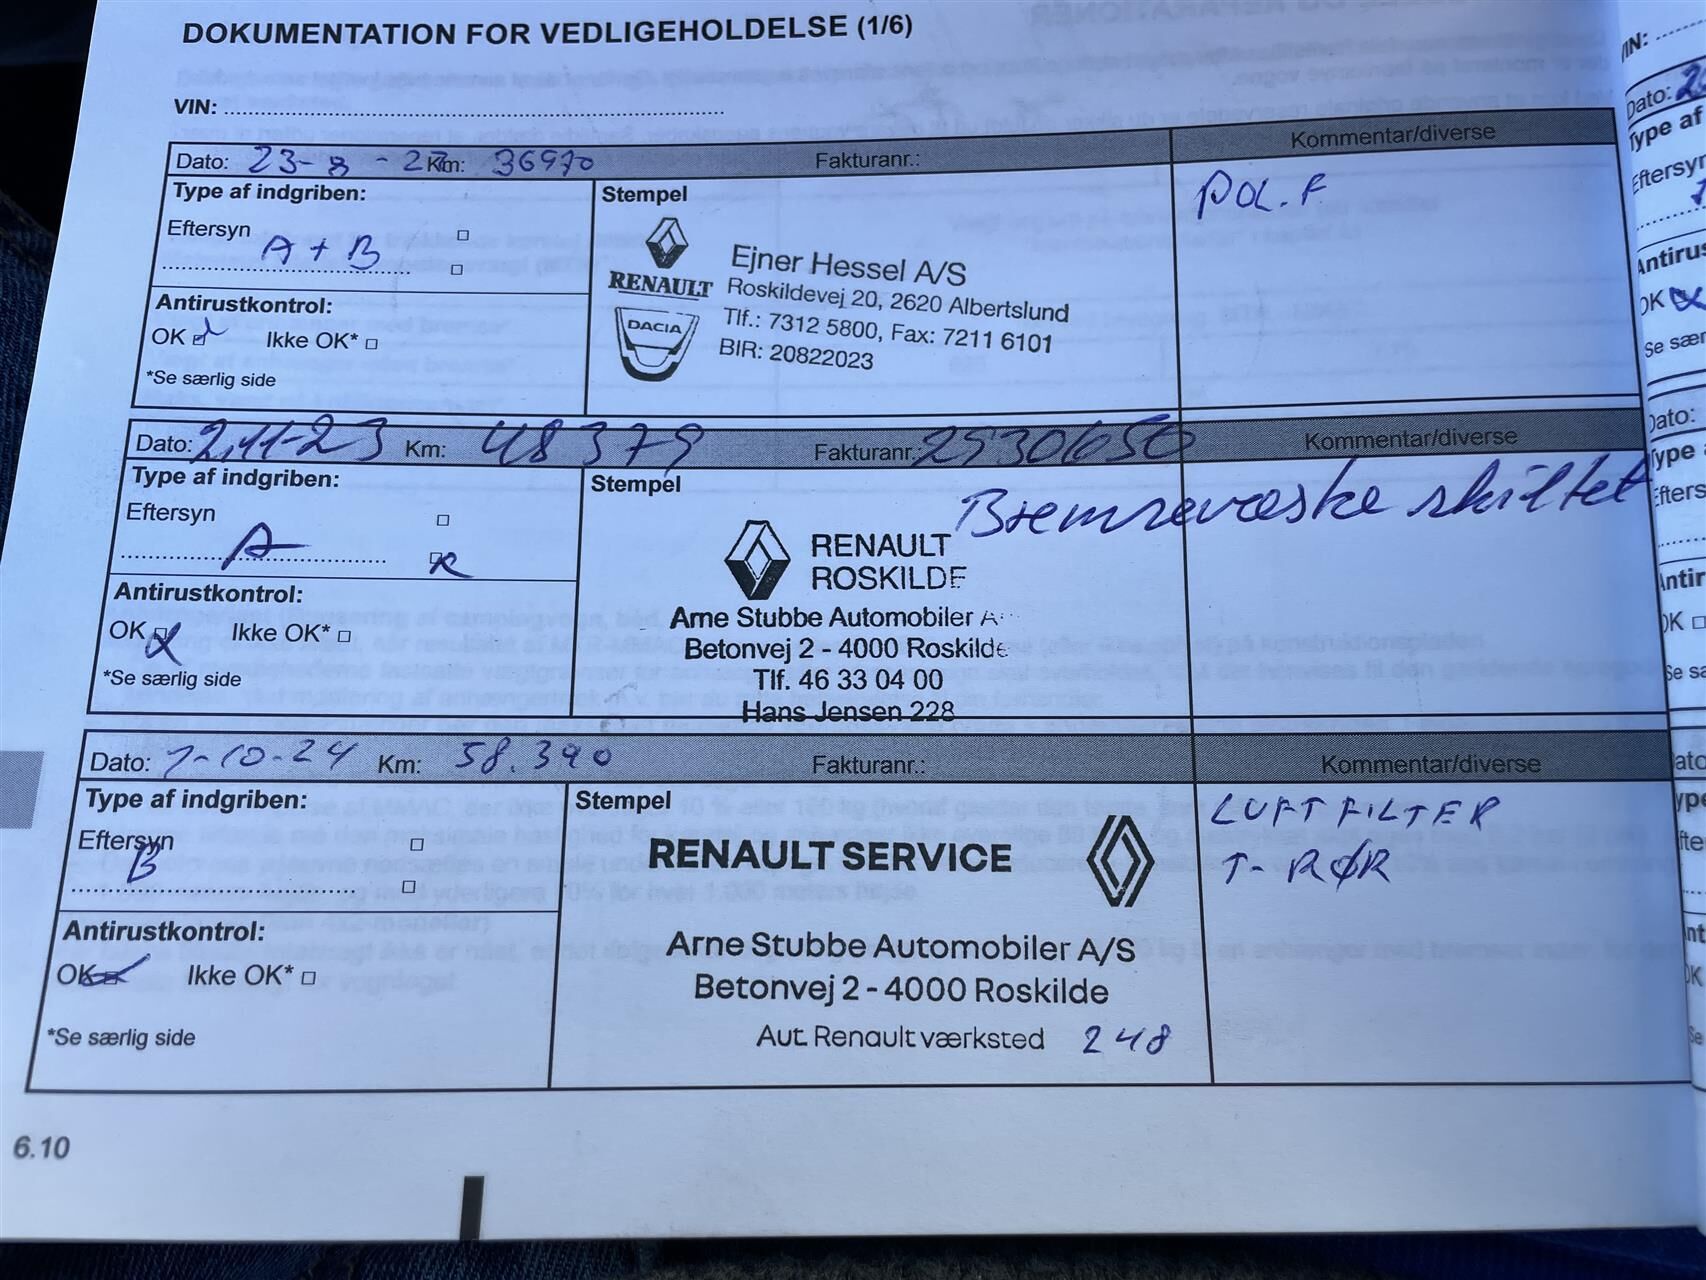 DOKUMENTATION FOR VEDLIGEHOLDELSE (1/6)
VIN:
Dato: 23-8-22 Km: 36970 Fakturanr.: Kommentar/diverse
Type af indgriben:
Stempel
POL.F
Eftersyn
A + B
RENAULT
DACIA
Ejner Hessel A/S
Roskildevej 20, 2620 Albertslund
Tlf.: 7312 5800, Fax: 7211 6101
BIR: 20822023
Antirustkontrol:
OK Ikke OK*
*Se særlig side
Dato: 2.11-23 Km: 48379 Fakturanr.: 2530650 Kommentar/diverse
Type af indgriben:
Stempel
Bremsevæske skiftet
Eftersyn
A
RENAULT
ROSKILDE
Arne Stubbe Automobiler A
Betonvej 2 - 4000 Roskilde
Tlf. 46 33 04 00
Hans Jensen 228
Antirustkontrol:
OK Ikke OK*
*Se særlig side
Dato: 7-10-24 Km: 58.390 Fakturanr.: Kommentar/diverse
Type af indgriben:
Stempel
LUFTFILTER
T-RØR
Eftersyn
B
RENAULT SERVICE
Arne Stubbe Automobiler A/S
Betonvej 2 - 4000 Roskilde
Aut. Renault værksted 248
Antirustkontrol:
OK Ikke OK*
*Se særlig side
6.10